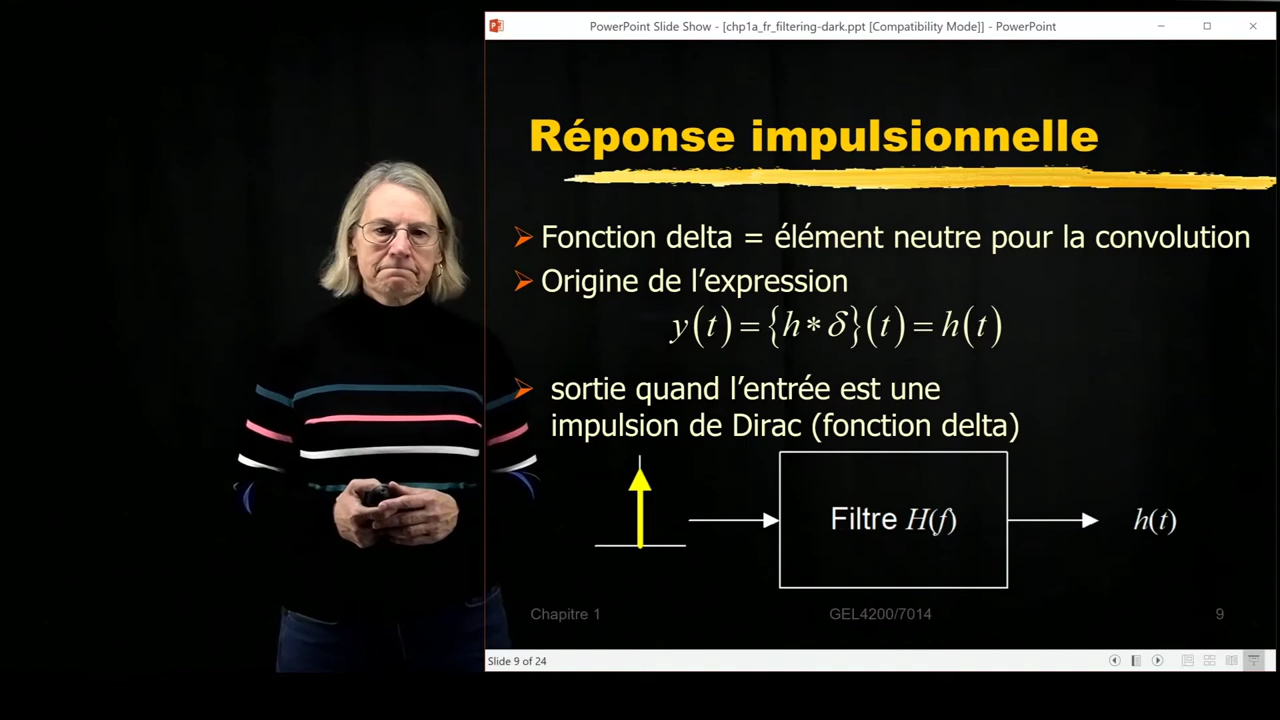 PowerPoint Slide Show - [chp1a_fr_filtering-dark.ppt [Compatibility Mode]] - PowerPoint
Réponse impulsionnelle
Fonction delta = élément neutre pour la convolution
Origine de l'expression
y(t) = {h * δ}(t) = h(t)
sortie quand l'entrée est une
impulsion de Dirac (fonction delta)
Filtre H(f)
h(t)
Chapitre 1
GEL4200/7014
9
Slide 9 of 24